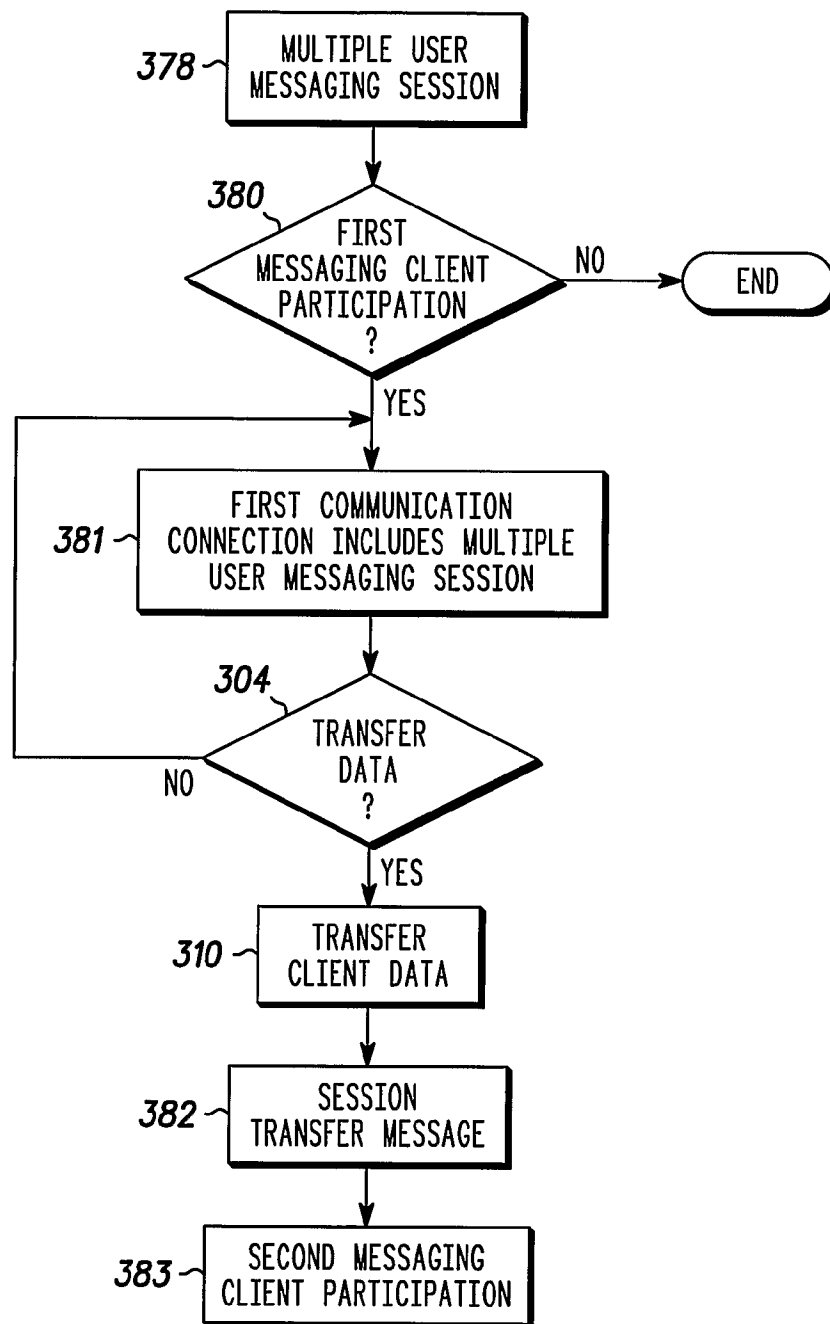 378
MULTIPLE USER
MESSAGING SESSION
380
FIRST
MESSAGING CLIENT
PARTICIPATION
?
NO
END
YES
381
FIRST COMMUNICATION
CONNECTION INCLUDES MULTIPLE
USER MESSAGING SESSION
304
TRANSFER
DATA
?
NO
YES
310
TRANSFER
CLIENT DATA
382
SESSION
TRANSFER MESSAGE
383
SECOND MESSAGING
CLIENT PARTICIPATION